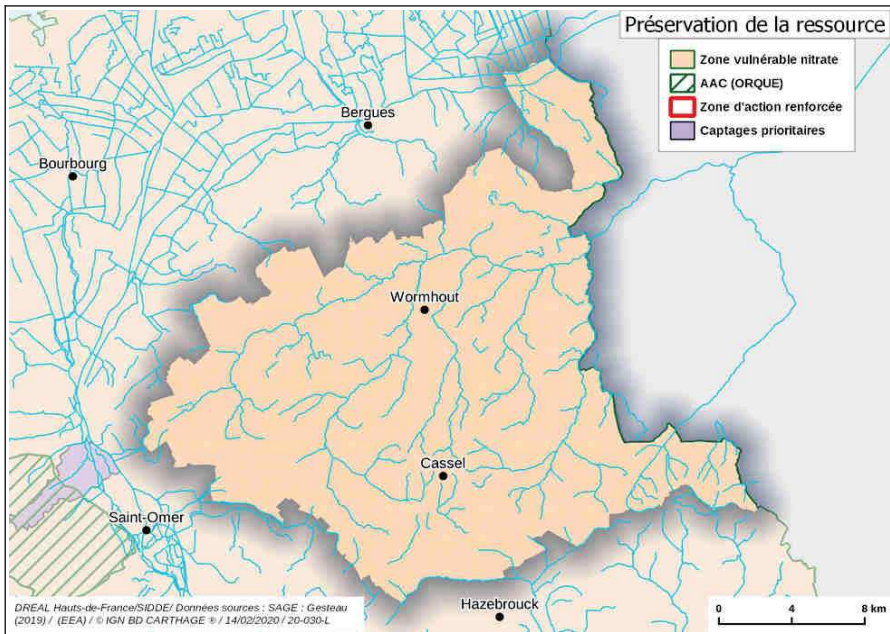 Préservation de la ressource
Zone vulnérable nitrate
AAC (ORQUE)
Zone d'action renforcée
Captages prioritaires
Bergues
Bourbourg
Wormhout
Cassel
Saint-Omer
Hazebrouck
DREAL Hauts-de-France/SIDDE/ Données sources : SAGE : Gesteau
(2019) / (EEA) / © IGN BD CARTHAGE ® / 14/02/2020 / 20-030-L
0 4 8 km